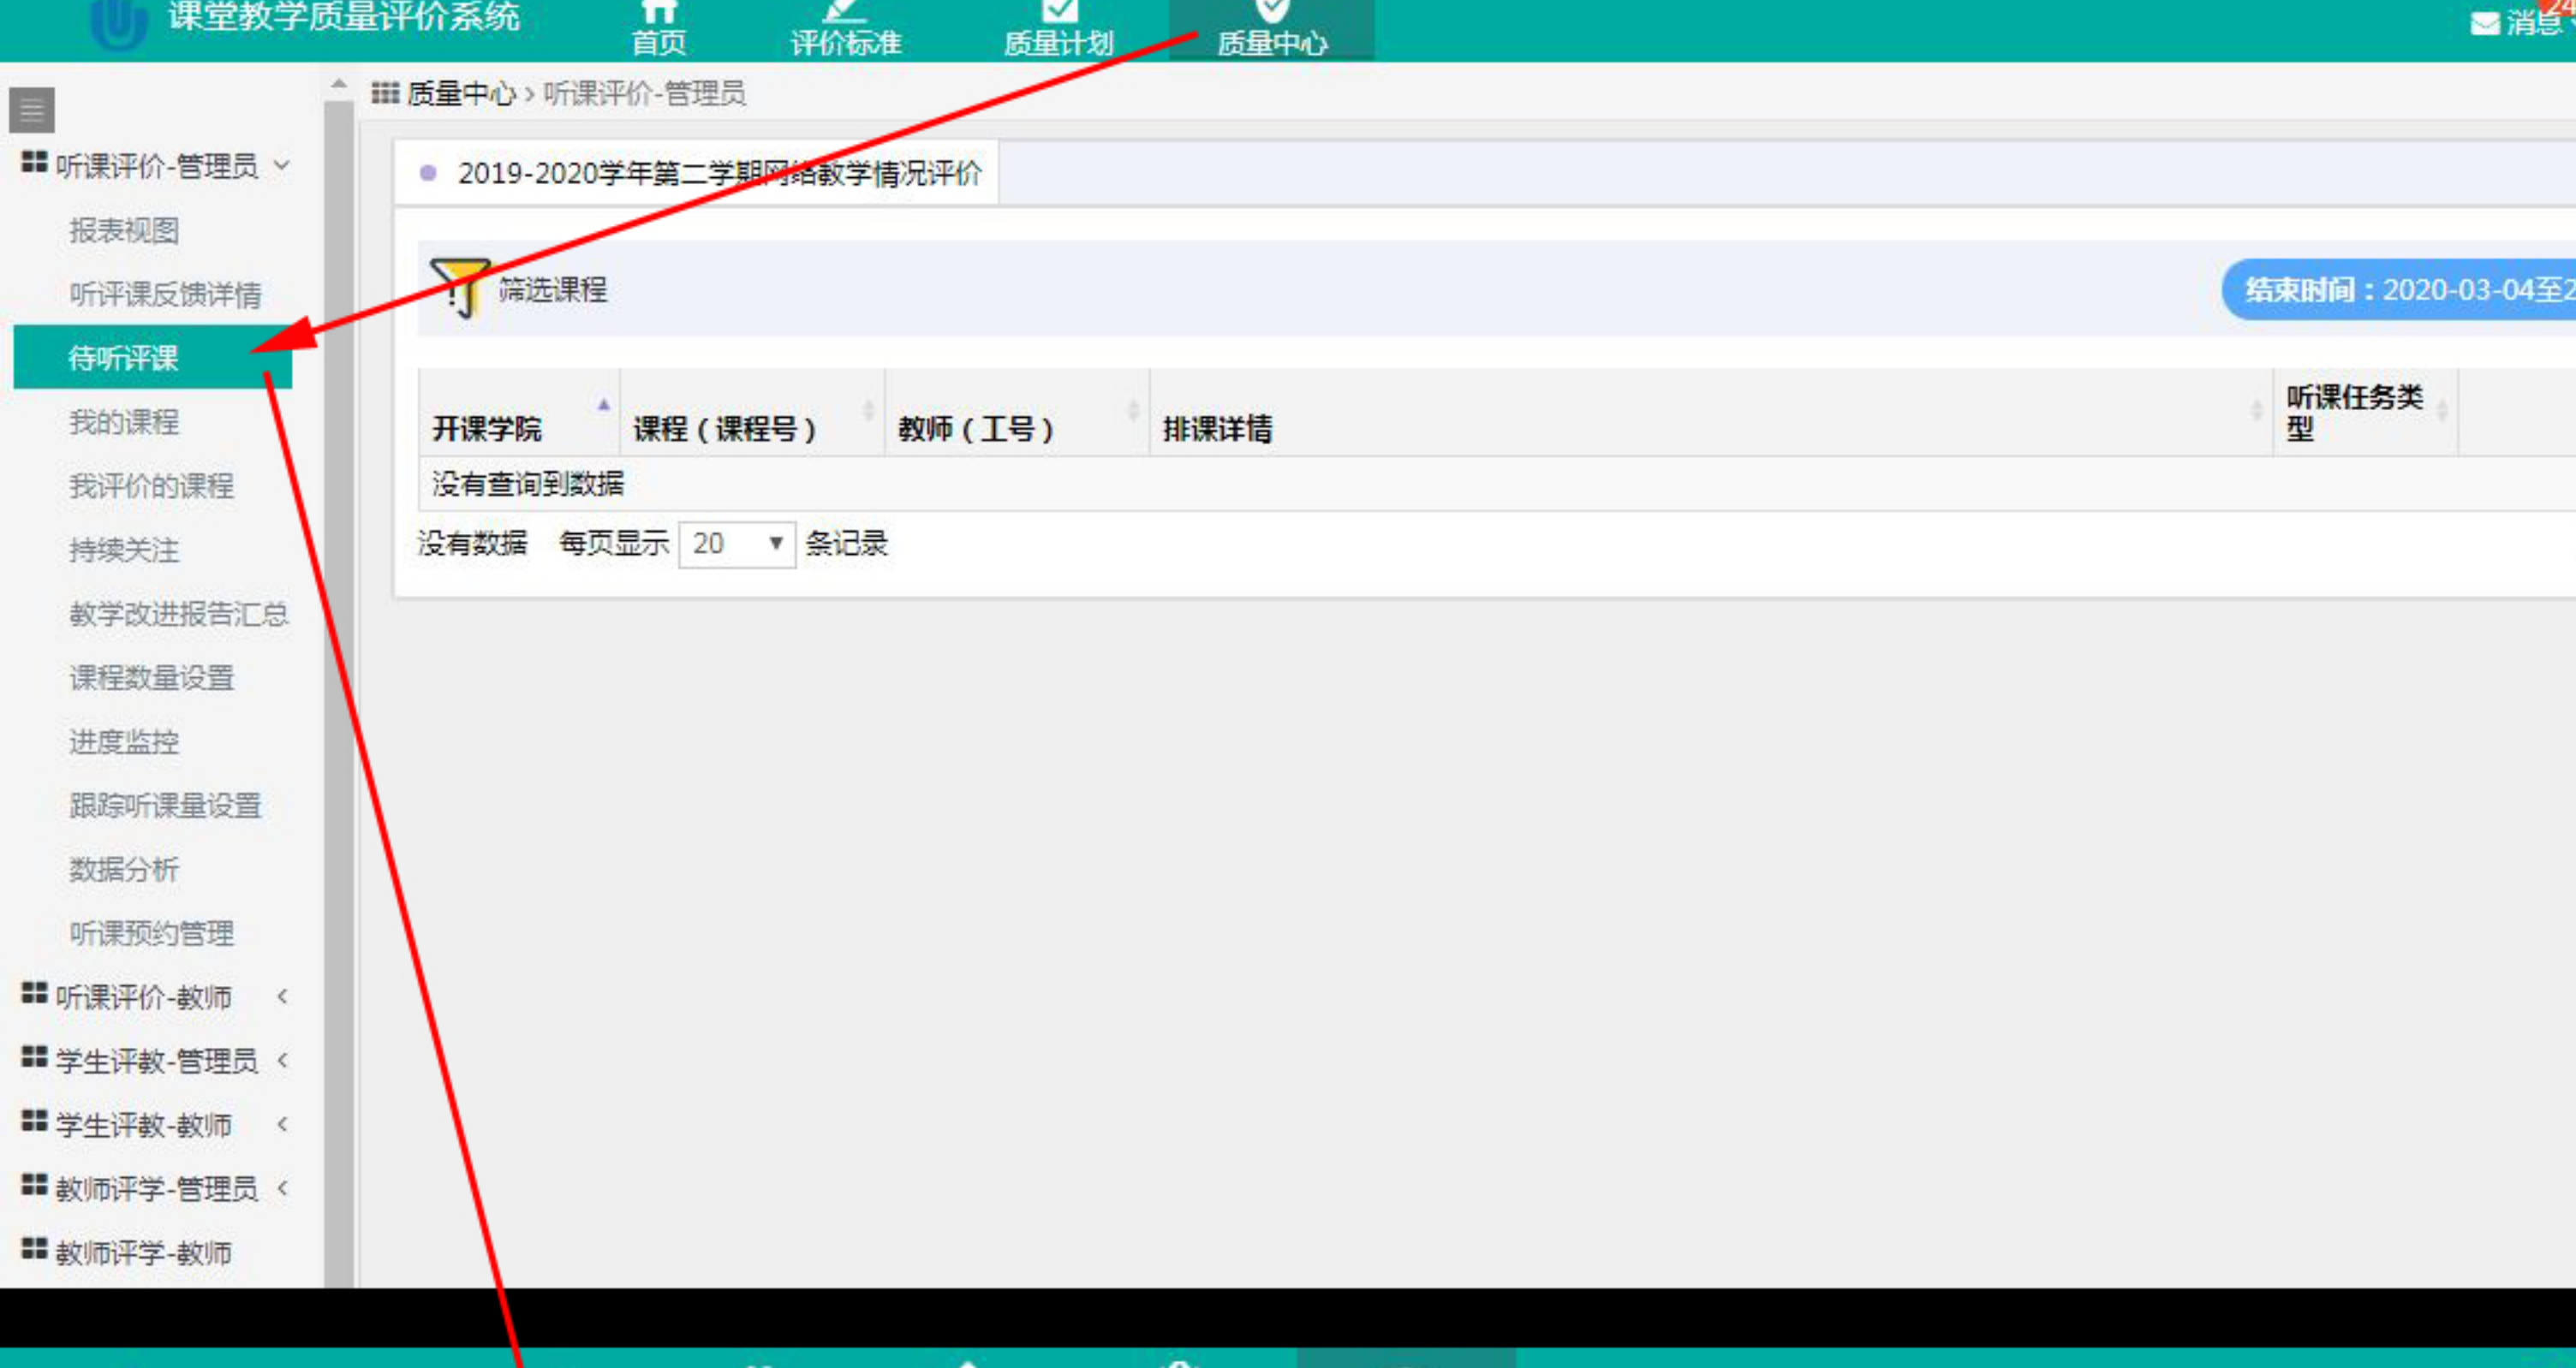 课堂教学质量评价系统
首页
评价标准
质量计划
质量中心
消息
24
质量中心 > 听课评价-管理员
听课评价-管理员
报表视图
听评课反馈详情
待听评课
我的课程
我评价的课程
持续关注
教学改进报告汇总
课程数量设置
进度监控
跟踪听课量设置
数据分析
听课预约管理
听课评价-教师
学生评教-管理员
学生评教-教师
教师评学-管理员
教师评学-教师
2019-2020学年第二学期网络教学情况评价
筛选课程
结束时间：2020-03-04至2
开课学院
课程（课程号）
教师（工号）
排课详情
听课任务类
型
没有查询到数据
没有数据 每页显示 20 条记录